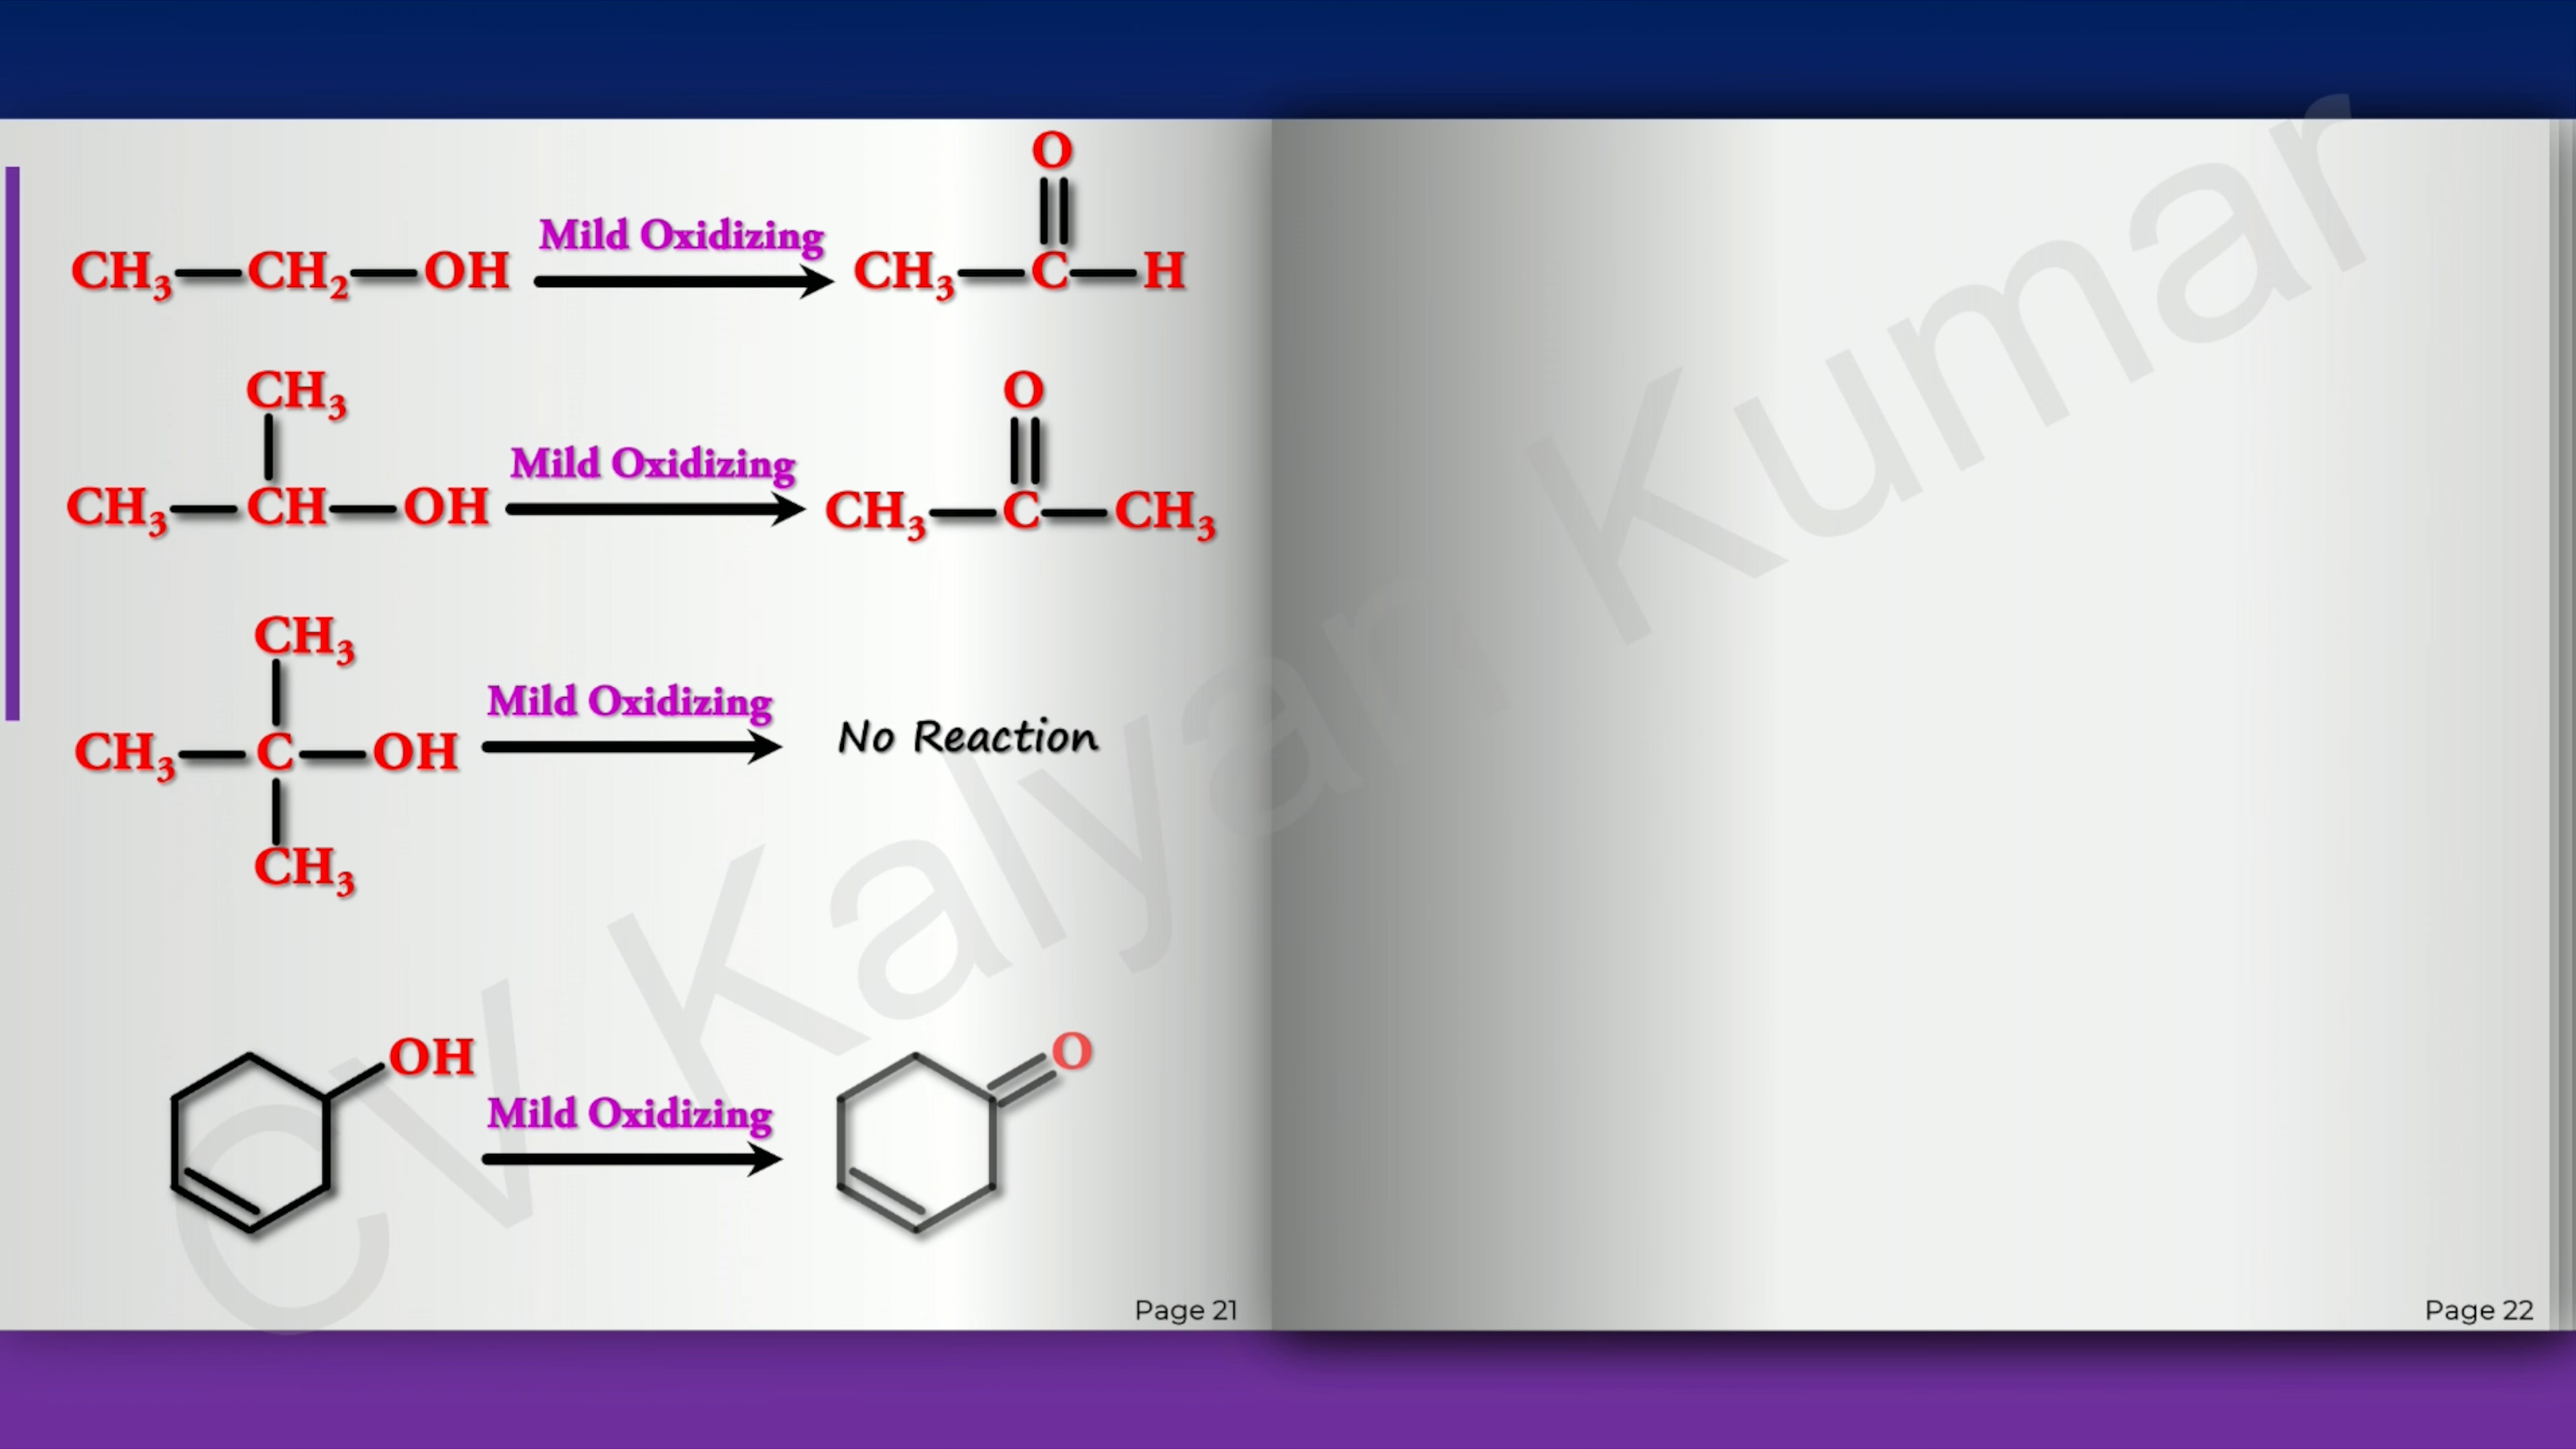 O
Mild Oxidizing
CH₃—CH₂—OH
CH₃—C—H
CH₃
O
Mild Oxidizing
CH₃—CH—OH
CH₃—C—CH₃
CH₃
Mild Oxidizing
CH₃—C—OH
No Reaction
CH₃
OH
O
Mild Oxidizing
Page 21
Page 22
CV Kalyan Kumar